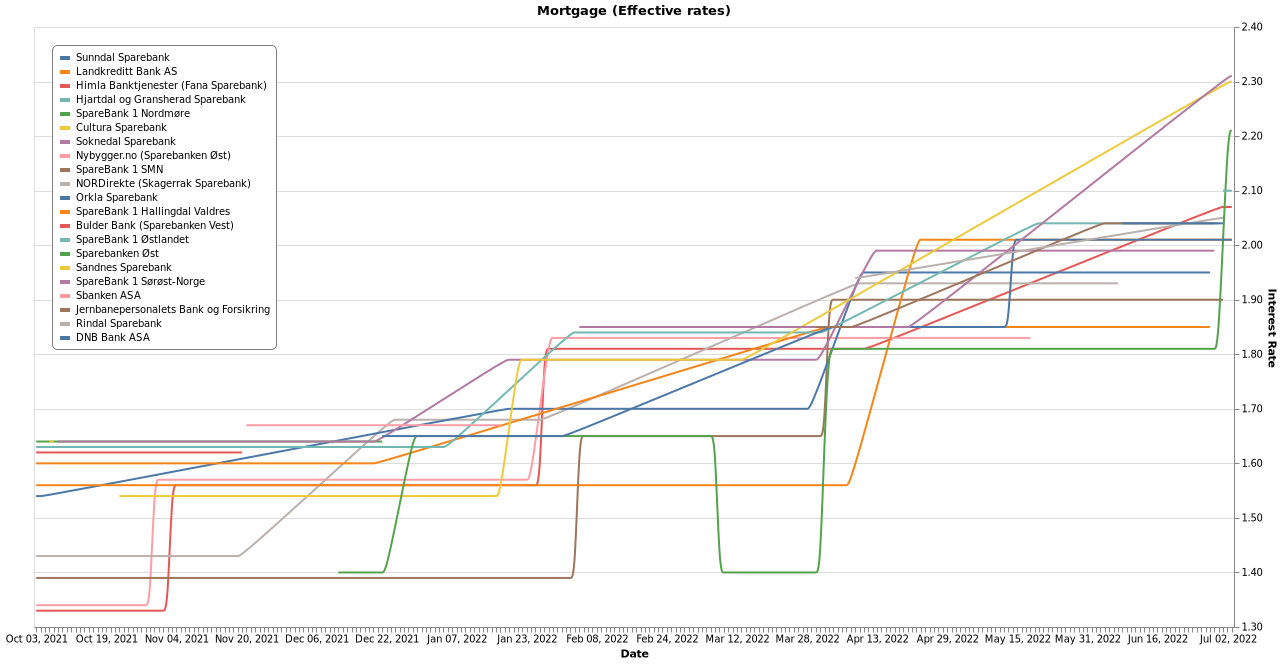 Mortgage (Effective rates)
Sunndal Sparebank
Landkreditt Bank AS
Himla Banktjenester (Fana Sparebank)
Hjartdal og Gransherad Sparebank
SpareBank 1 Nordmøre
Cultura Sparebank
Soknedal Sparebank
Nybygger.no (Sparebanken Øst)
SpareBank 1 SMN
NORDirekte (Skagerrak Sparebank)
Orkla Sparebank
SpareBank 1 Hallingdal Valdres
Bulder Bank (Sparebanken Vest)
SpareBank 1 Østlandet
Sparebanken Øst
Sandnes Sparebank
SpareBank 1 Sørøst-Norge
Sbanken ASA
Jernbanepersonalets Bank og Forsikring
Rindal Sparebank
DNB Bank ASA
2.40
2.30
2.20
2.10
2.00
1.90
1.80
1.70
1.60
1.50
1.40
1.30
Interest Rate
Oct 03, 2021 Oct 19, 2021 Nov 04, 2021 Nov 20, 2021 Dec 06, 2021 Dec 22, 2021 Jan 07, 2022 Jan 23, 2022 Feb 08, 2022 Feb 24, 2022 Mar 12, 2022 Mar 28, 2022 Apr 13, 2022 Apr 29, 2022 May 15, 2022 May 31, 2022 Jun 16, 2022 Jul 02, 2022
Date